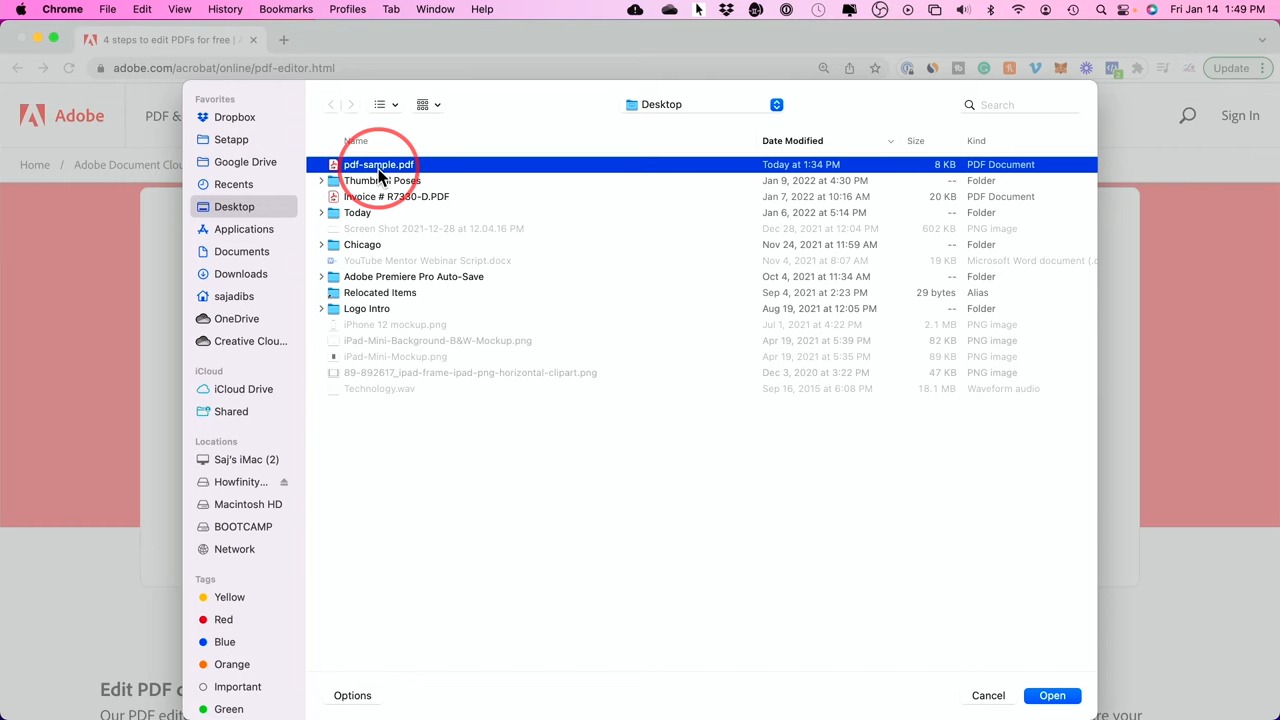 Chrome File Edit View History Bookmarks Profiles Tab Window Help Fri Jan 14 1:49 PM
4 steps to edit PDFs for free |
adobe.com/acrobat/online/pdf-editor.html Update
Adobe PDF & Sign In
Home / Adobe Document Clou
Favorites
Dropbox
Setapp
Google Drive
Recents
Desktop
Applications
Documents
Downloads
sajadibs
OneDrive
Creative Clou...
iCloud
iCloud Drive
Shared
Locations
Saj's iMac (2)
Howfinity...
Macintosh HD
BOOTCAMP
Network
Tags
Yellow
Red
Blue
Orange
Important
Green
Desktop Search
Name Date Modified Size Kind
pdf-sample.pdf Today at 1:34 PM 8 KB PDF Document
Thumbnail Poses Jan 9, 2022 at 4:30 PM -- Folder
Invoice # R7330-D.PDF Jan 7, 2022 at 10:16 AM 20 KB PDF Document
Today Jan 6, 2022 at 5:14 PM -- Folder
Screen Shot 2021-12-28 at 12.04.16 PM Dec 28, 2021 at 12:04 PM 602 KB PNG image
Chicago Nov 24, 2021 at 11:59 AM -- Folder
YouTube Mentor Webinar Script.docx Nov 4, 2021 at 8:07 AM 19 KB Microsoft Word document (.
Adobe Premiere Pro Auto-Save Oct 4, 2021 at 11:34 AM -- Folder
Relocated Items Sep 4, 2021 at 2:23 PM 29 bytes Alias
Logo Intro Aug 19, 2021 at 12:05 PM -- Folder
iPhone 12 mockup.png Jul 1, 2021 at 4:22 PM 2.1 MB PNG image
iPad-Mini-Background-B&W-Mockup.png Apr 19, 2021 at 5:39 PM 82 KB PNG image
iPad-Mini-Mockup.png Apr 19, 2021 at 5:35 PM 89 KB PNG image
89-892617_ipad-frame-ipad-png-horizontal-clipart.png Dec 3, 2020 at 3:22 PM 47 KB PNG image
Technology.wav Sep 16, 2015 at 6:08 PM 18.1 MB Waveform audio
Options Cancel Open
Edit PDF
Our PDF edit your